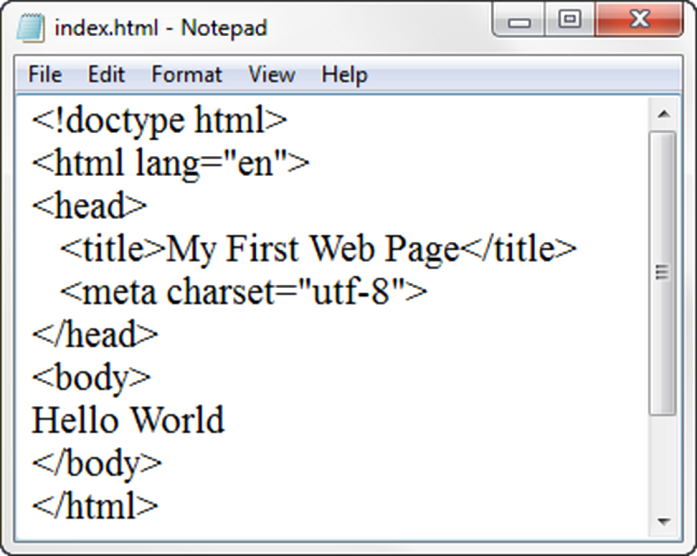 index.html - Notepad
File Edit Format View Help
<!doctype html>
<html lang="en">
<head>
   <title>My First Web Page</title>
   <meta charset="utf-8">
</head>
<body>
Hello World
</body>
</html>